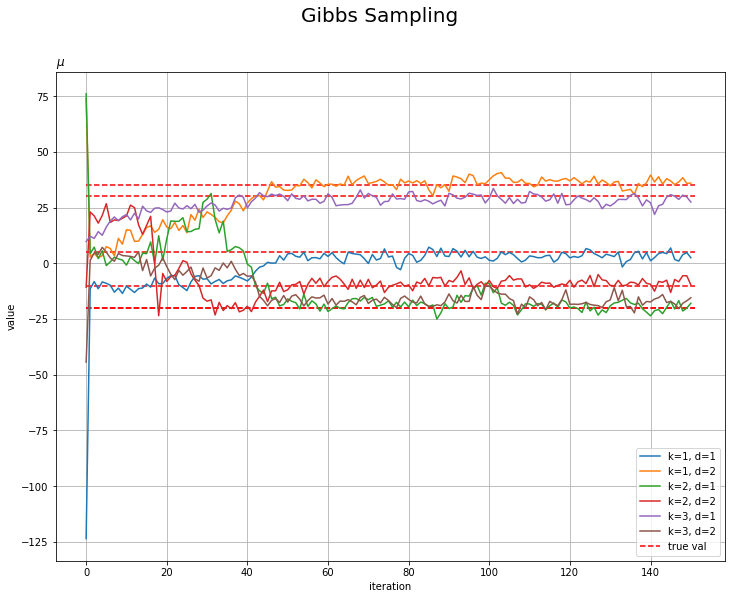 Gibbs Sampling
μ
75
50
25
0
−25
−50
−75
−100
−125
value
0 20 40 60 80 100 120 140
iteration
k=1, d=1
k=1, d=2
k=2, d=1
k=2, d=2
k=3, d=1
k=3, d=2
true val